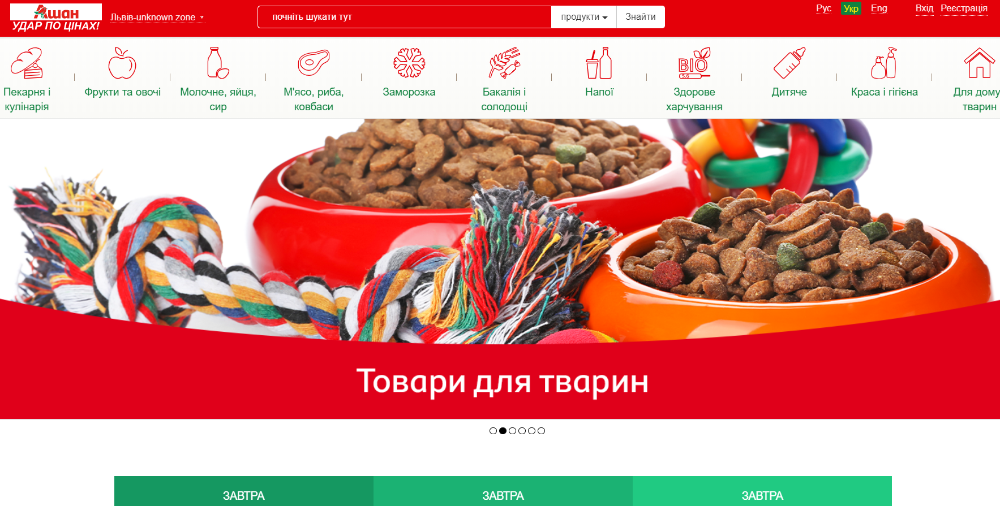 Ашан
УДАР ПО ЦІНАХ!
Львів-unknown zone
почніть шукати тут
продукти
Знайти
Рус Укр Eng
Вхід Реєстрація
BIO
5.6
Пекарня і
кулінарія
Фрукти та овочі
Молочне, яйця,
сир
М'ясо, риба,
ковбаси
Заморозка
Бакалія і
солодощі
Напої
Здорове
харчування
Дитяче
Краса і гігієна
Для дому
тварин
Товари для тварин
ЗАВТРА
ЗАВТРА
ЗАВТРА